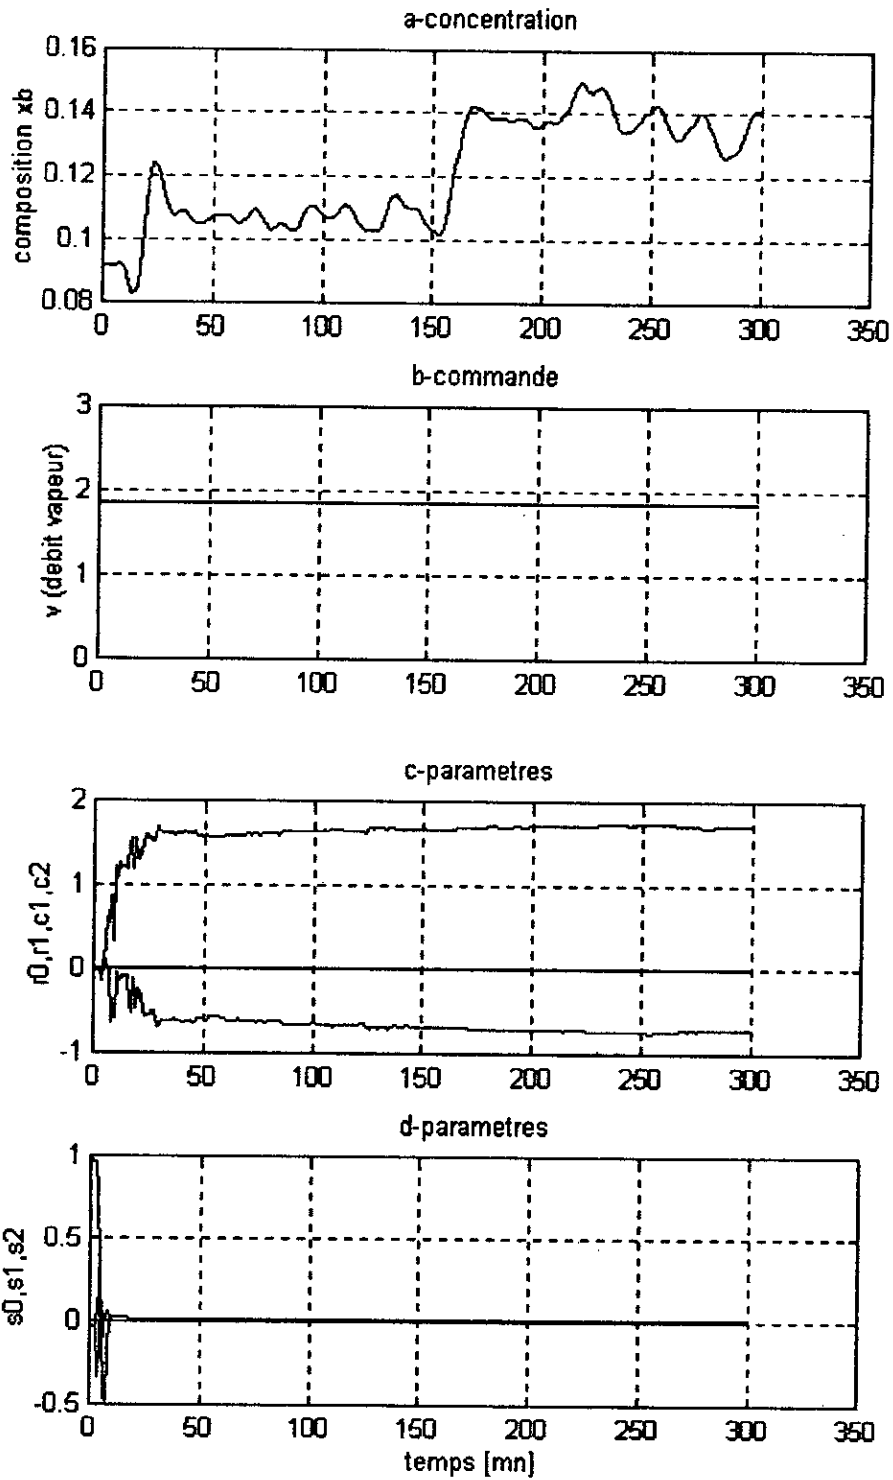 a-concentration
composition xb
0.16
0.14
0.12
0.1
0.08
0 50 100 150 200 250 300 350
b-commande
v (debit vapeur)
3
2
1
0
0 50 100 150 200 250 300 350
c-parametres
r0,r1,c1,c2
2
1
0
-1
0 50 100 150 200 250 300 350
d-parametres
s0,s1,s2
1
0.5
0
-0.5
0 50 100 150 200 250 300 350
temps [mn]